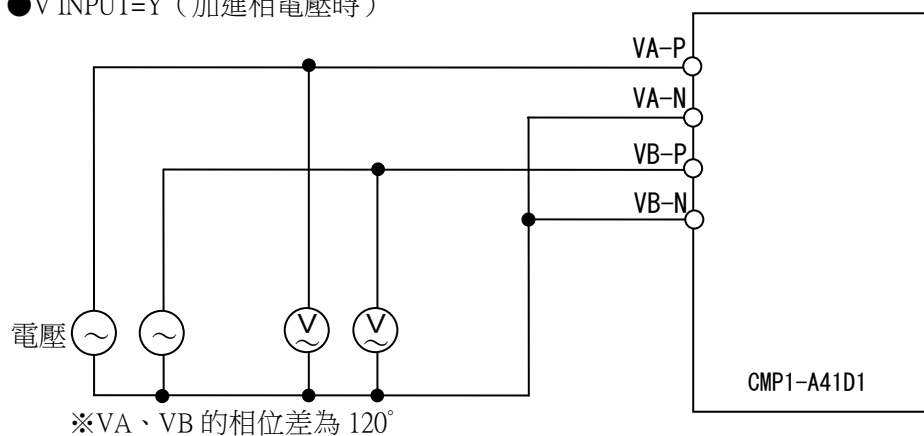 ●V INPUT=Y（加進相電壓時）
VA-P
VA-N
VB-P
VB-N
電壓
V
V
CMP1-A41D1
※VA、VB 的相位差為 120°